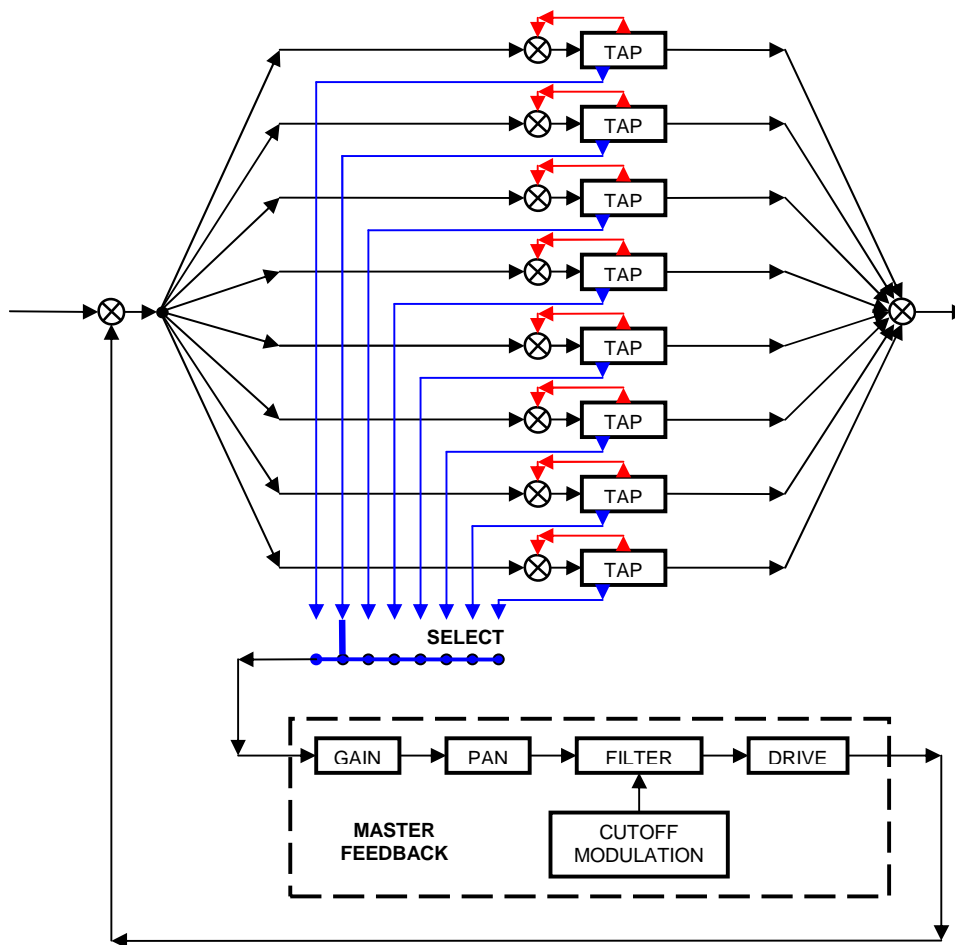 TAP
TAP
TAP
TAP
TAP
TAP
TAP
TAP
SELECT
GAIN
PAN
FILTER
DRIVE
MASTER
FEEDBACK
CUTOFF
MODULATION